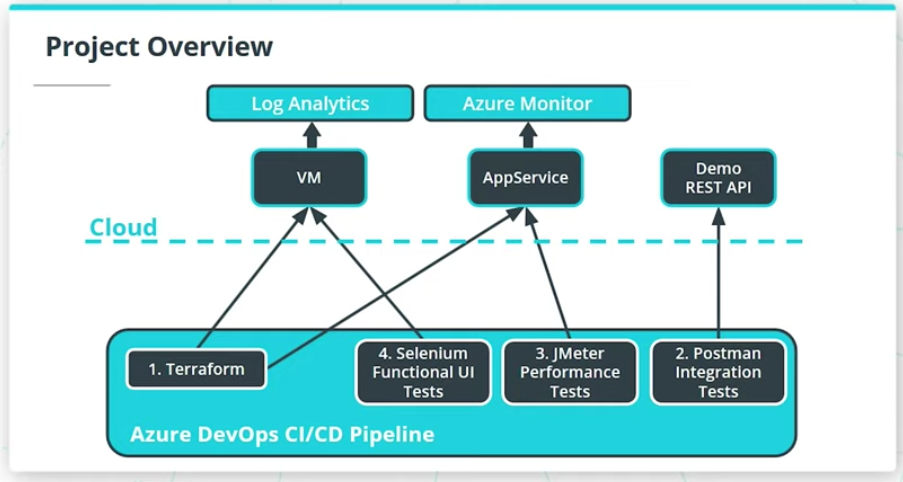 Project Overview
Log Analytics
Azure Monitor
VM
AppService
Demo
REST API
Cloud
1. Terraform
4. Selenium
Functional UI
Tests
3. JMeter
Performance
Tests
2. Postman
Integration
Tests
Azure DevOps CI/CD Pipeline